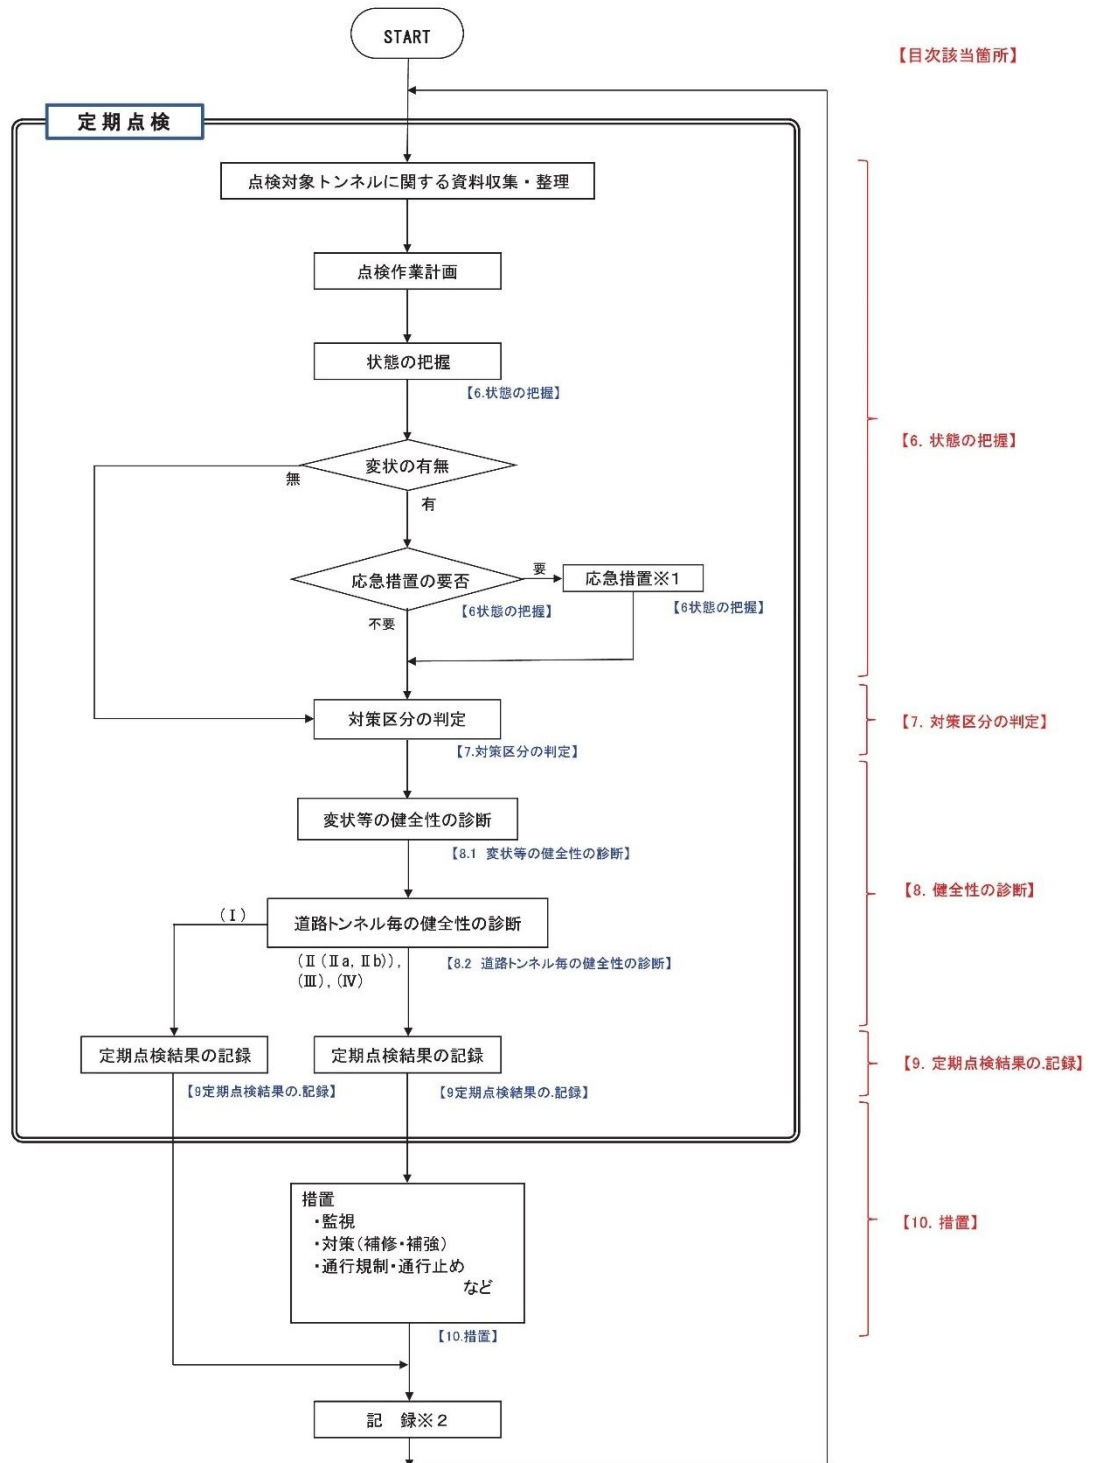 START
【目次該当箇所】
定期点検
点検対象トンネルに関する資料収集・整理
点検作業計画
状態の把握
【6.状態の把握】
【6. 状態の把握】
変状の有無
無
有
応急措置の要否
要
応急措置※1
【6状態の把握】
【6状態の把握】
不要
対策区分の判定
【7. 対策区分の判定】
【7.対策区分の判定】
変状等の健全性の診断
【8.1 変状等の健全性の診断】
【8. 健全性の診断】
(Ⅰ)
道路トンネル毎の健全性の診断
(Ⅱ(Ⅱa, Ⅱb)),
(Ⅲ), (Ⅳ)
【8.2 道路トンネル毎の健全性の診断】
定期点検結果の記録
定期点検結果の記録
【9. 定期点検結果の.記録】
【9定期点検結果の.記録】
【9定期点検結果の.記録】
措置
・監視
・対策(補修・補強)
・通行規制・通行止め
など
【10. 措置】
【10.措置】
記 録※2